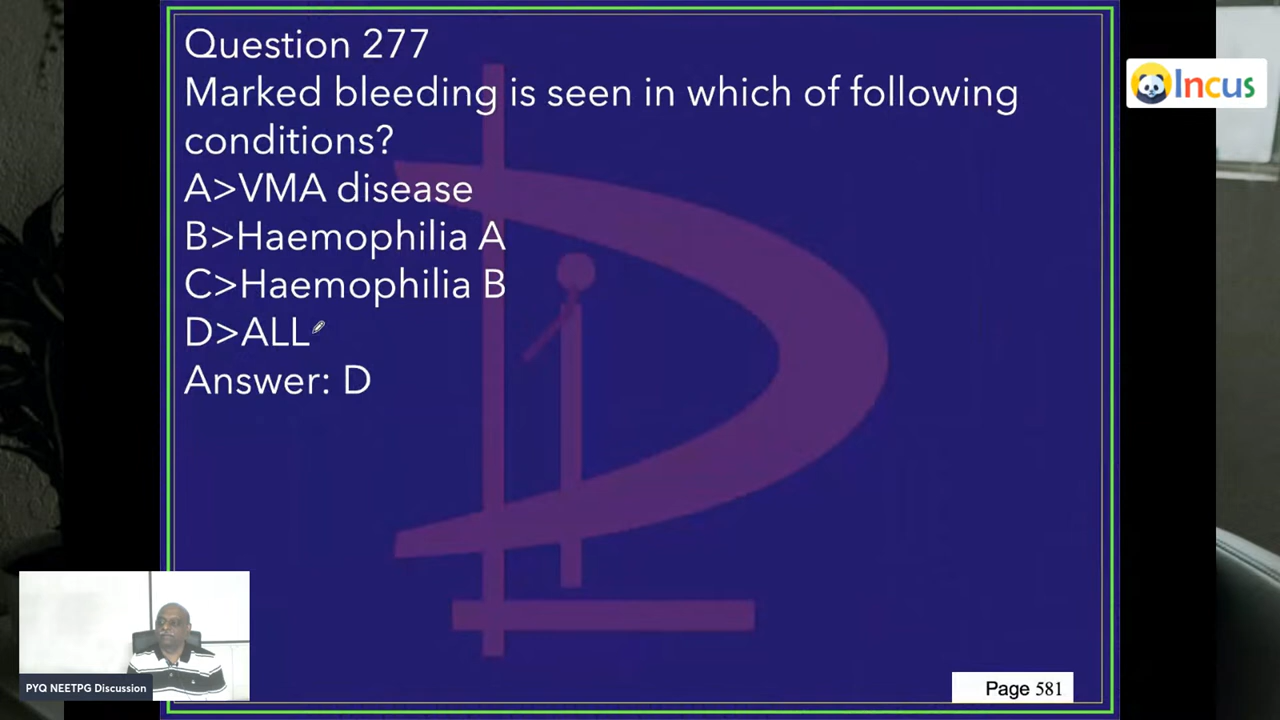 Question 277
Marked bleeding is seen in which of following
conditions?
A>VMA disease
B>Haemophilia A
C>Haemophilia B
D>ALL
Answer: D
Incus
PYQ NEETPG Discussion
Page 581